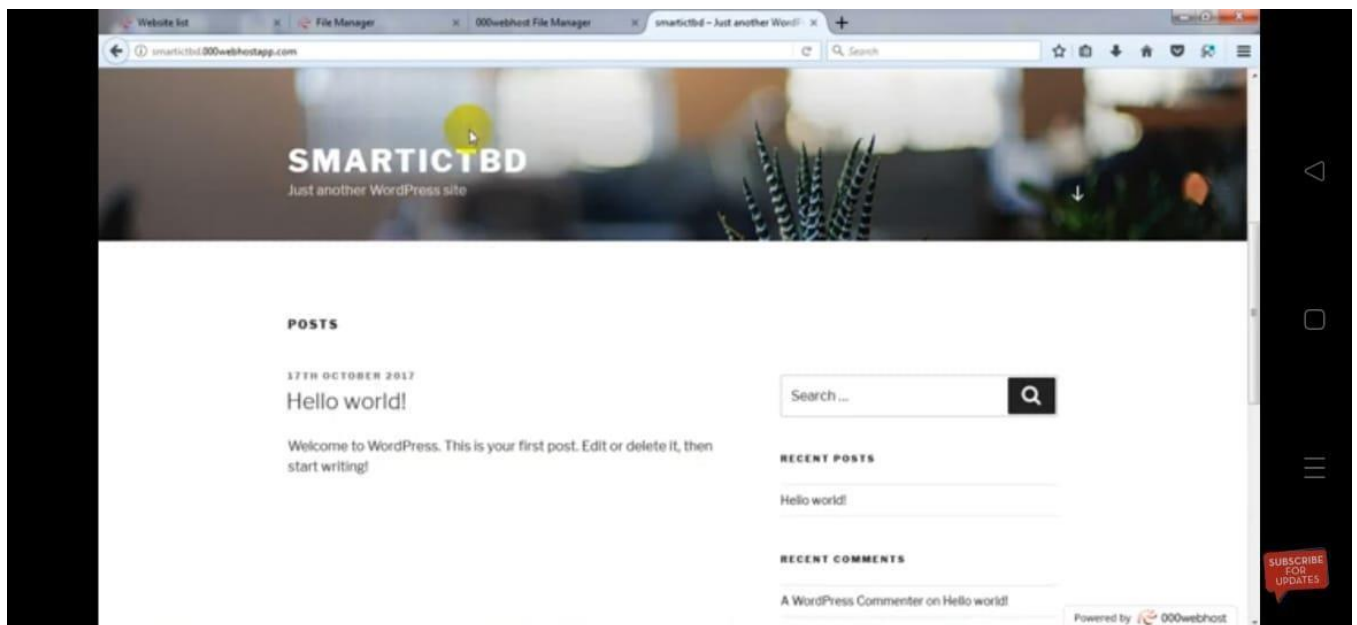 Website list
File Manager
000webhost File Manager
smartictbd – Just another WordP
smartictbd.000webhostapp.com
Search
SMARTICTBD
Just another WordPress site
POSTS
17TH OCTOBER 2017
Hello world!
Welcome to WordPress. This is your first post. Edit or delete it, then
start writing!
Search ...
RECENT POSTS
Hello world!
RECENT COMMENTS
A WordPress Commenter on Hello world!
Powered by 000webhost
SUBSCRIBE
FOR
UPDATES